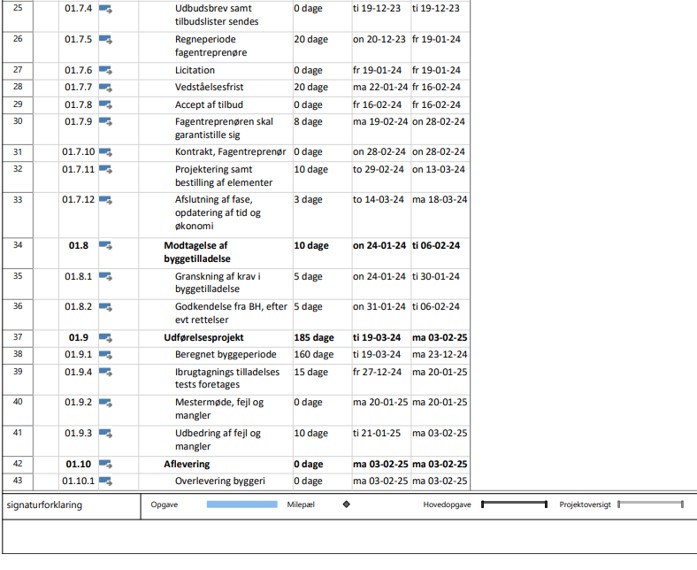 25 01.7.4 Udbudsbrev samt 0 dage ti 19-12-23 ti 19-12-23
tilbudslister sendes
26 01.7.5 Regneperiode 20 dage on 20-12-23 fr 19-01-24
fagentreprenøre
27 01.7.6 Licitation 0 dage fr 19-01-24 fr 19-01-24
28 01.7.7 Vedståelsesfrist 20 dage ma 22-01-24 fr 16-02-24
29 01.7.8 Accept af tilbud 0 dage fr 16-02-24 fr 16-02-24
30 01.7.9 Fagentreprenøren skal 8 dage ma 19-02-24 on 28-02-24
garantistille sig
31 01.7.10 Kontrakt, Fagentreprenør 0 dage on 28-02-24 on 28-02-24
32 01.7.11 Projektering samt 10 dage to 29-02-24 on 13-03-24
bestilling af elementer
33 01.7.12 Afslutning af fase, 3 dage to 14-03-24 ma 18-03-24
opdatering af tid og
økonomi
34 01.8 Modtagelse af 10 dage on 24-01-24 ti 06-02-24
byggetilladelse
35 01.8.1 Granskning af krav i 5 dage on 24-01-24 ti 30-01-24
byggetilladelse
36 01.8.2 Godkendelse fra BH, efter 5 dage on 31-01-24 ti 06-02-24
evt rettelser
37 01.9 Udførelsesprojekt 185 dage ti 19-03-24 ma 03-02-25
38 01.9.1 Beregnet byggeperiode 160 dage ti 19-03-24 ma 23-12-24
39 01.9.4 Ibrugtagnings tilladelses 15 dage fr 27-12-24 ma 20-01-25
tests foretages
40 01.9.2 Mestermøde, fejl og 0 dage ma 20-01-25 ma 20-01-25
mangler
41 01.9.3 Udbedring af fejl og 10 dage ti 21-01-25 ma 03-02-25
mangler
42 01.10 Aflevering 0 dage ma 03-02-25 ma 03-02-25
43 01.10.1 Overlevering byggeri 0 dage ma 03-02-25 ma 03-02-25
signaturforklaring Opgave Milepæl Hovedopgave Projektoversigt